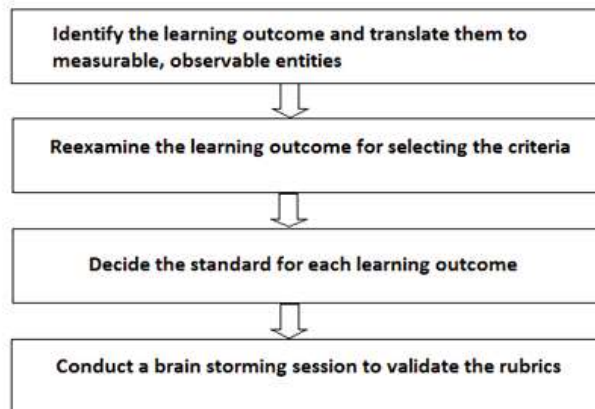 Identify the learning outcome and translate them to
measurable, observable entities
Reexamine the learning outcome for selecting the criteria
Decide the standard for each learning outcome
Conduct a brain storming session to validate the rubrics